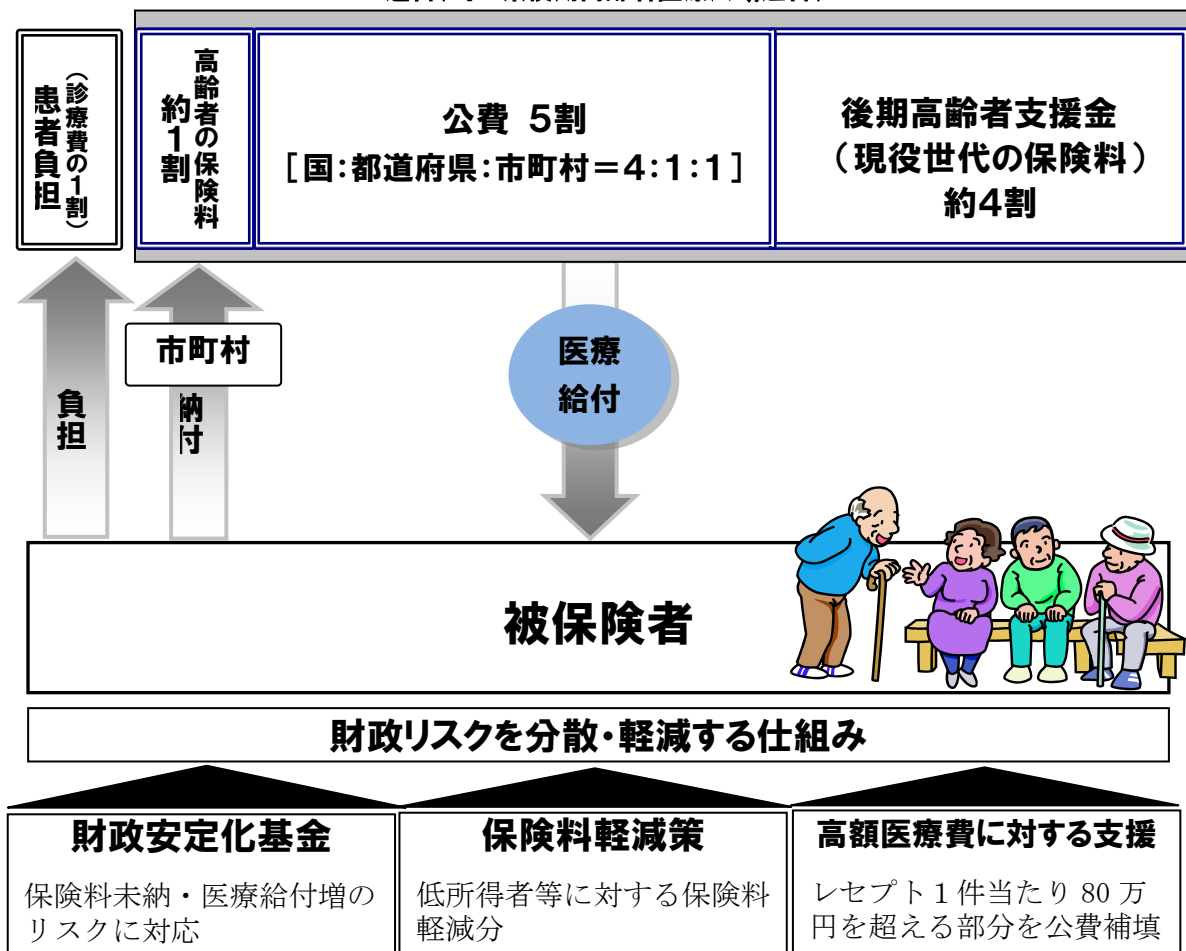 患者負担
(診療費の1割)
高齢者の保険料
約1割
公費 5割
[国:都道府県:市町村=4:1:1]
後期高齢者支援金
(現役世代の保険料)
約4割
負担
市町村
納付
医療
給付
被保険者
財政リスクを分散・軽減する仕組み
財政安定化基金
保険料未納・医療給付増の
リスクに対応
保険料軽減策
低所得者等に対する保険料
軽減分
高額医療費に対する支援
レセプト1件当たり 80 万
円を超える部分を公費補填